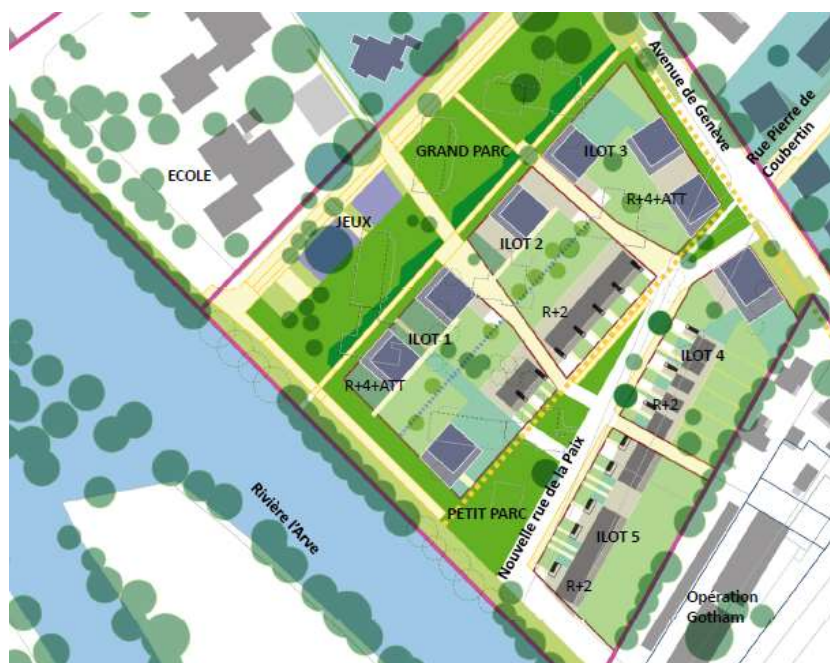 Avenue de Genève
Rue Pierre de
Coubertin
GRAND PARC
ILOT 3
ECOLE
R+4+ATT
JEUX
ILOT 2
R+2
ILOT 1
ILOT 4
R+4+ATT
R+2
Nouvelle rue de la Paix
Rivière l'Arve
PETIT PARC
ILOT 5
R+2
Opération
Gotham